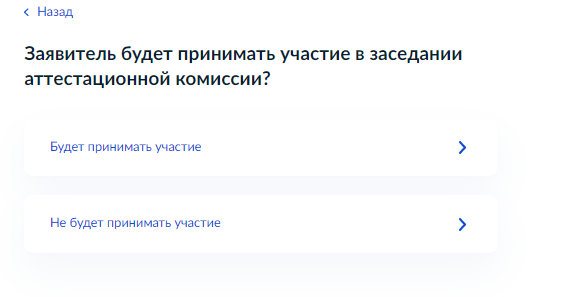 Назад
Заявитель будет принимать участие в заседании
аттестационной комиссии?
Будет принимать участие
Не будет принимать участие